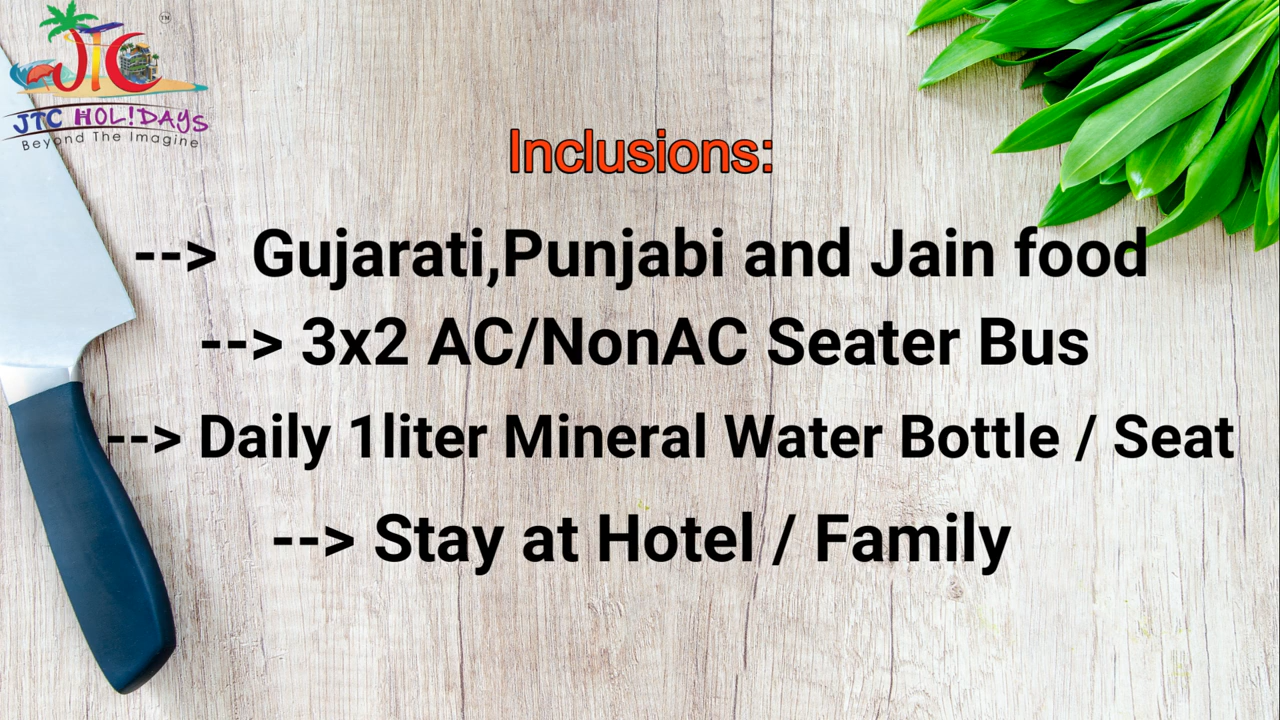 JTC
TM
JTC HOL!DAYS
Beyond The Imagine
Inclusions:
--> Gujarati,Punjabi and Jain food
--> 3x2 AC/NonAC Seater Bus
--> Daily 1liter Mineral Water Bottle / Seat
--> Stay at Hotel / Family